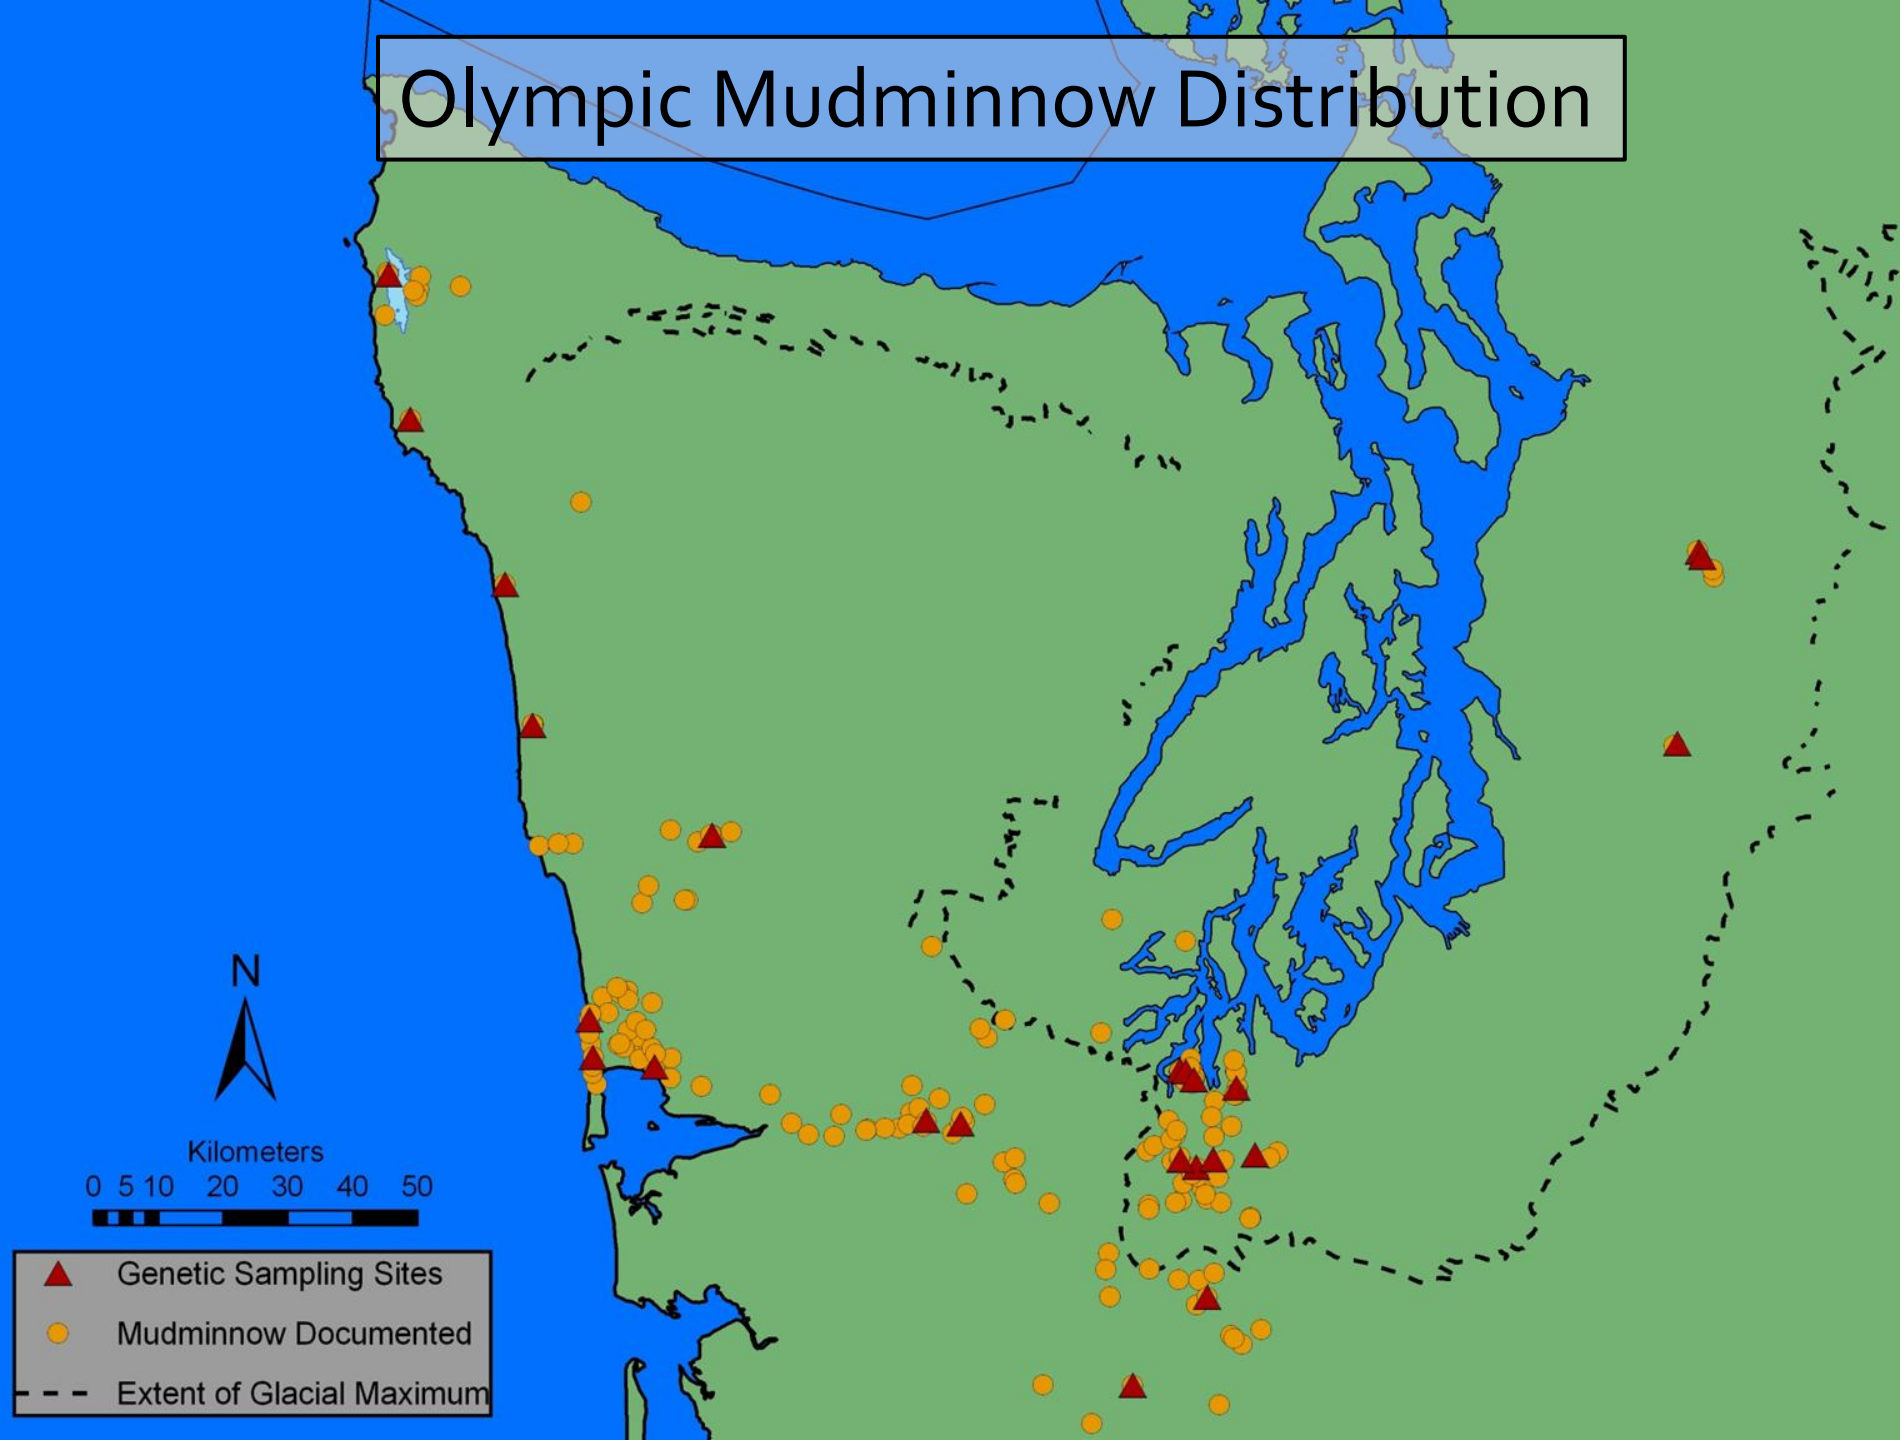 Olympic Mudminnow Distribution
N
Kilometers
0 5 10 20 30 40 50
Genetic Sampling Sites
Mudminnow Documented
Extent of Glacial Maximum